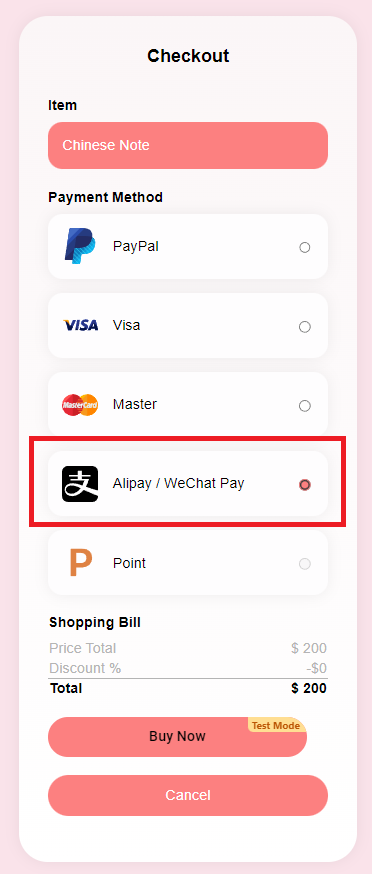 Checkout
Item
Chinese Note
Payment Method
PayPal
VISA Visa
MasterCard Master
支 Alipay / WeChat Pay
P Point
Shopping Bill
Price Total $ 200
Discount % -$0
Total $ 200
Test Mode
Buy Now
Cancel